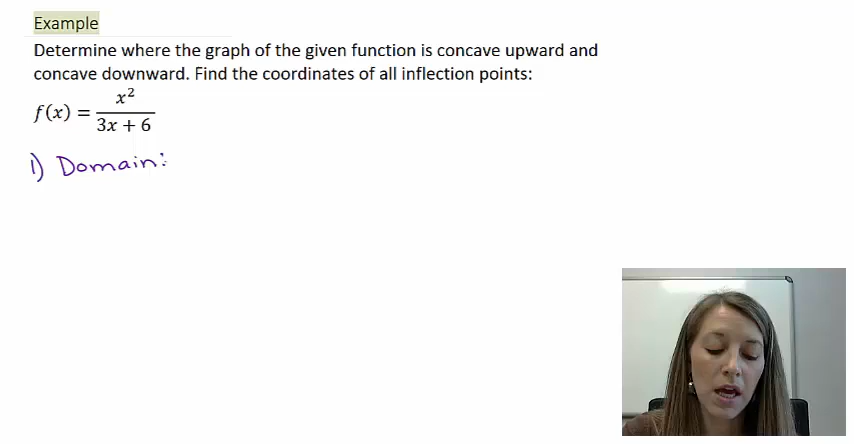 Example
Determine where the graph of the given function is concave upward and
concave downward. Find the coordinates of all inflection points:
f(x) = x²/(3x + 6)
1) Domain: